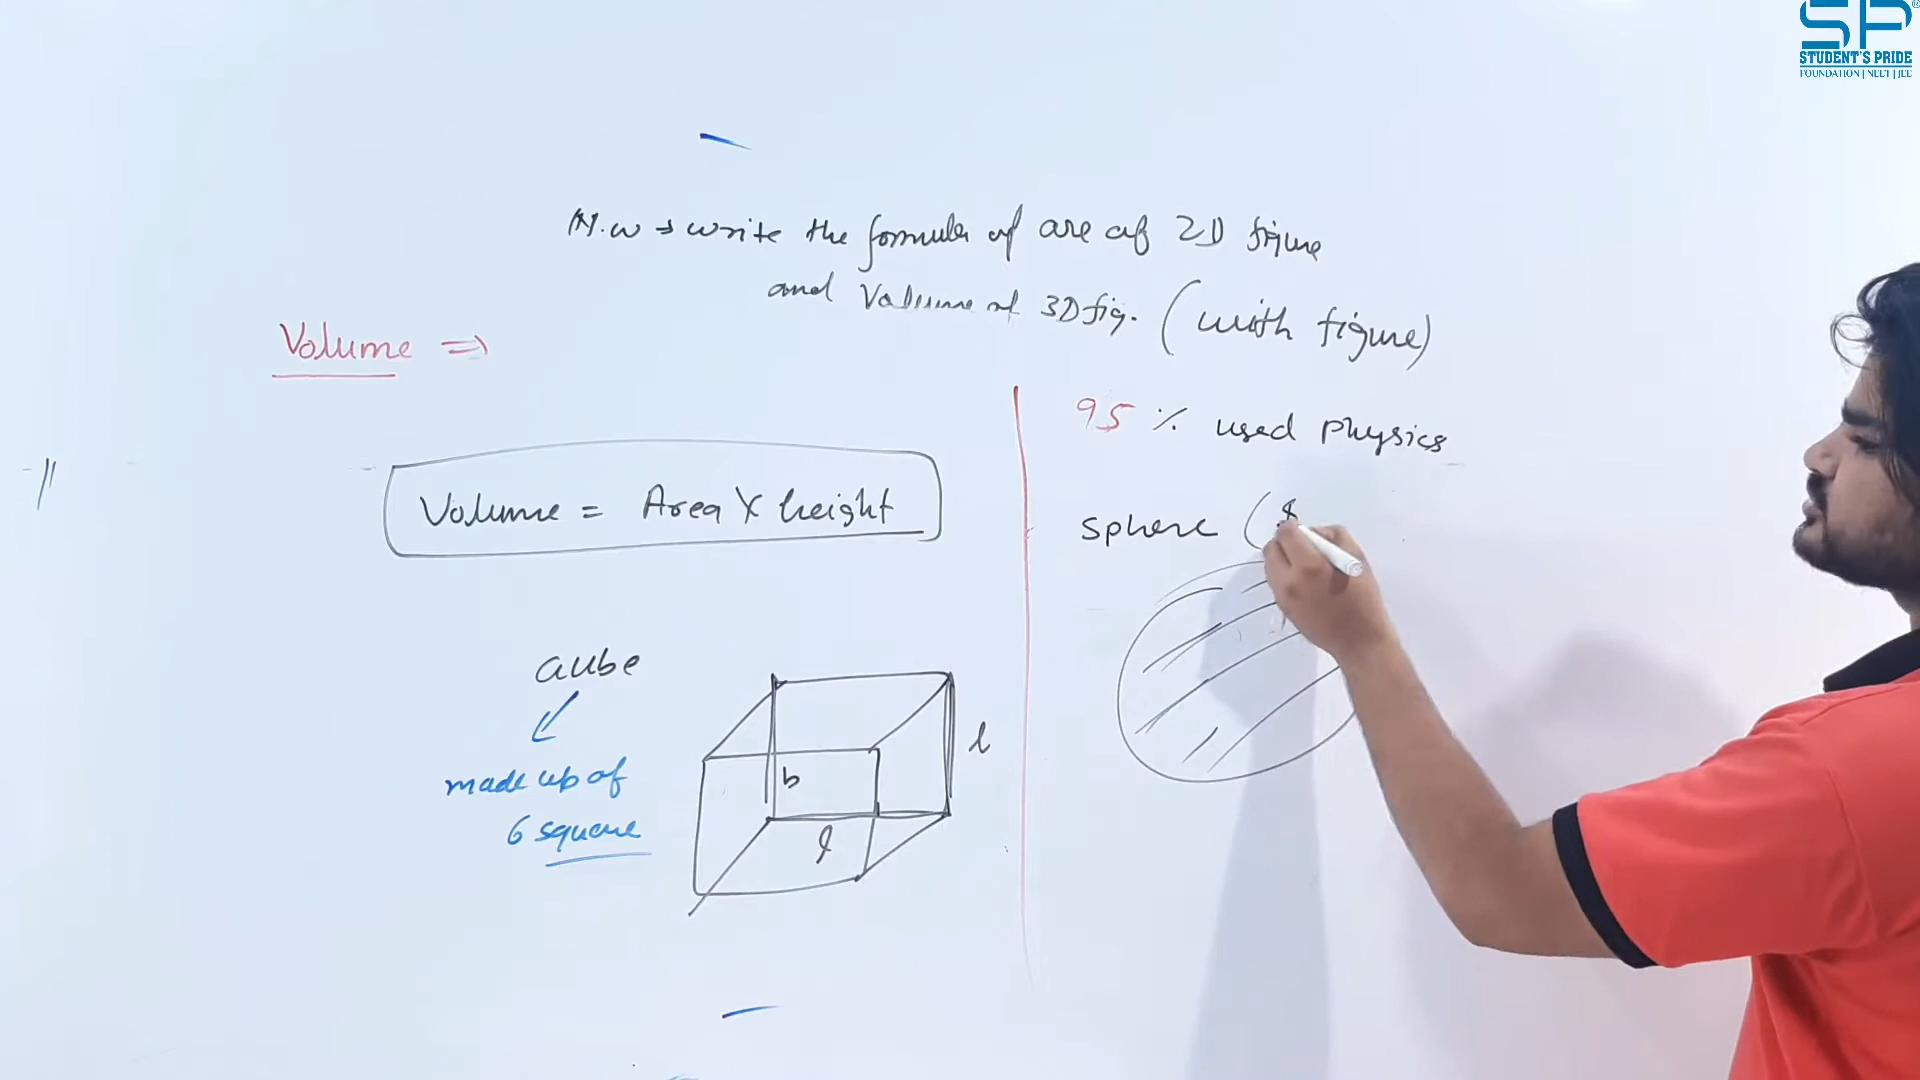 SP®
STUDENT'S PRIDE
FOUNDATION | NEET | JEE
H.w → write the formula of are of 2D figure
and Volume of 3D fig. (with figure)
Volume ⇒
95 % used physics
Volume = Area X height
sphere (
cube
made up of
6 square
b
l
l